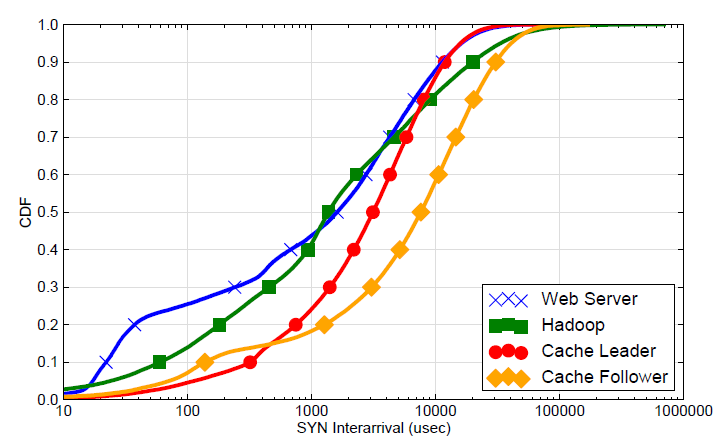 1.0
0.9
0.8
0.7
0.6
0.5
0.4
0.3
0.2
0.1
0.0
CDF
10
100
1000
10000
100000
1000000
SYN Interarrival (usec)
Web Server
Hadoop
Cache Leader
Cache Follower